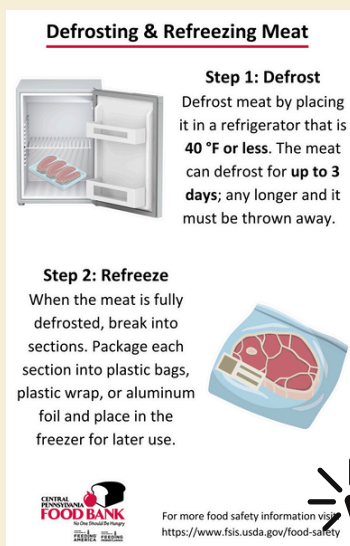 Defrosting & Refreezing Meat
Step 1: Defrost
Defrost meat by placing
it in a refrigerator that is
40 °F or less. The meat
can defrost for up to 3
days; any longer and it
must be thrown away.
Step 2: Refreeze
When the meat is fully
defrosted, break into
sections. Package each
section into plastic bags,
plastic wrap, or aluminum
foil and place in the
freezer for later use.
CENTRAL
PENNSYLVANIA
FOOD BANK
No One Should Be Hungry
FEEDING
AMERICA
FEEDING
For more food safety information visit
https://www.fsis.usda.gov/food-safety